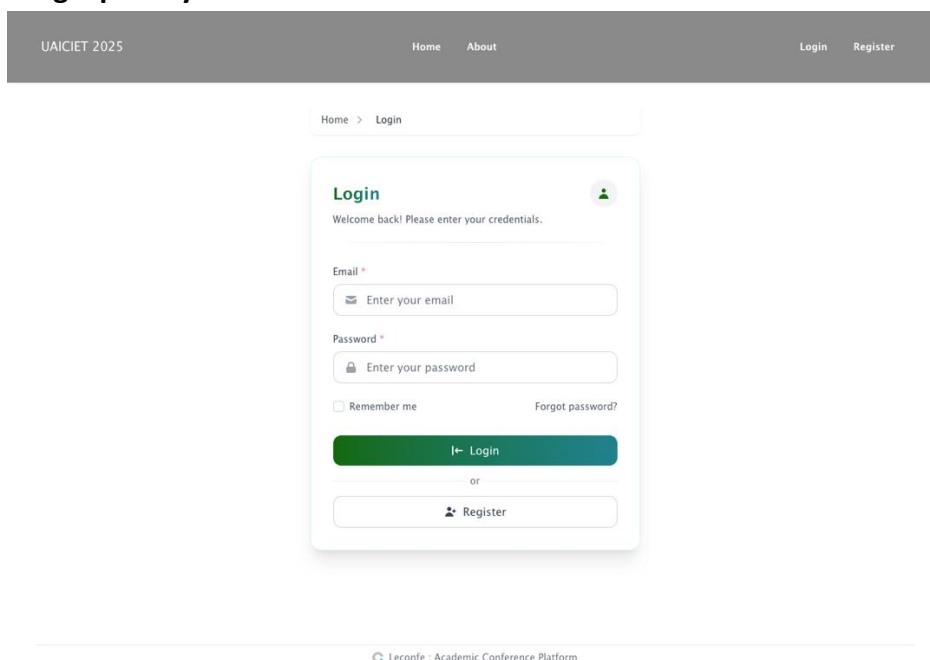 UAICIET 2025 Home About Login Register
Home > Login
Login
Welcome back! Please enter your credentials.
Email *
Enter your email
Password *
Enter your password
Remember me Forgot password?
Login
or
Register
Leconfe - Academic Conference Platform